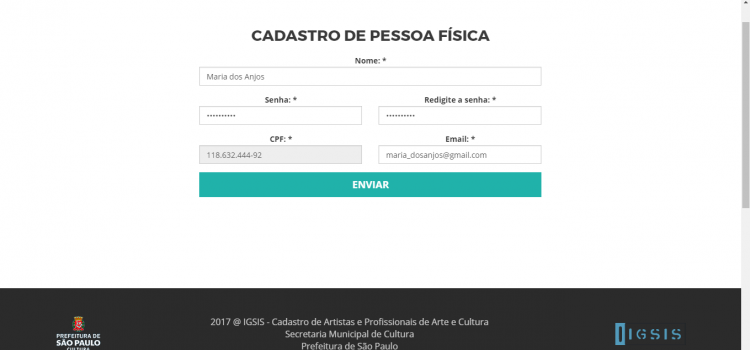 CADASTRO DE PESSOA FÍSICA
Nome: *
Maria dos Anjos
Senha: *
Redigite a senha: *
••••••••••
••••••••••
CPF: *
Email: *
118.632.444-92
maria_dosanjos@gmail.com
ENVIAR
PREFEITURA DE
SÃO PAULO
CULTURA
2017 @ IGSIS - Cadastro de Artistas e Profissionais de Arte e Cultura
Secretaria Municipal de Cultura
Prefeitura de São Paulo
IGSIS